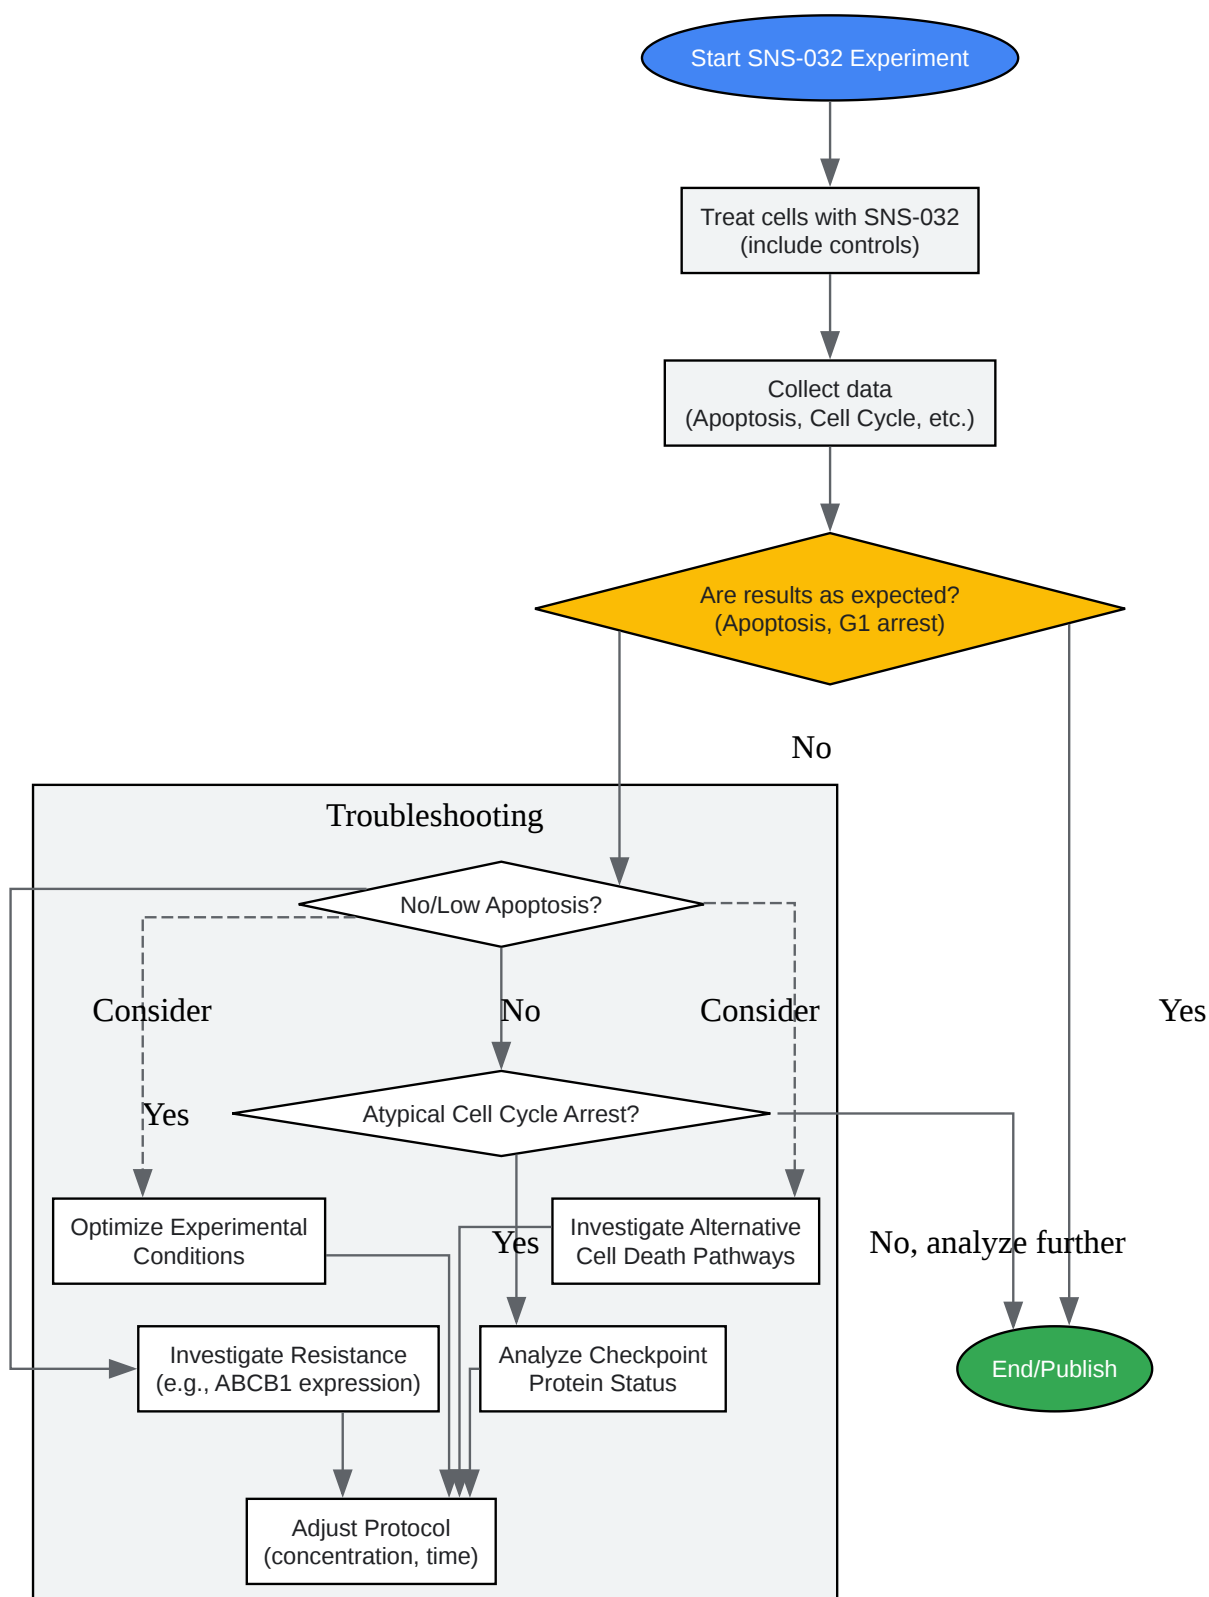 Start SNS-032 Experiment
Treat cells with SNS-032
(include controls)
Collect data
(Apoptosis, Cell Cycle, etc.)
Are results as expected?
(Apoptosis, G1 arrest)
No
Troubleshooting
No/Low Apoptosis?
Consider
No
Consider
Yes
Yes
Atypical Cell Cycle Arrest?
Optimize Experimental
Conditions
Yes
Investigate Alternative
Cell Death Pathways
No, analyze further
Investigate Resistance
(e.g., ABCB1 expression)
Analyze Checkpoint
Protein Status
End/Publish
Adjust Protocol
(concentration, time)